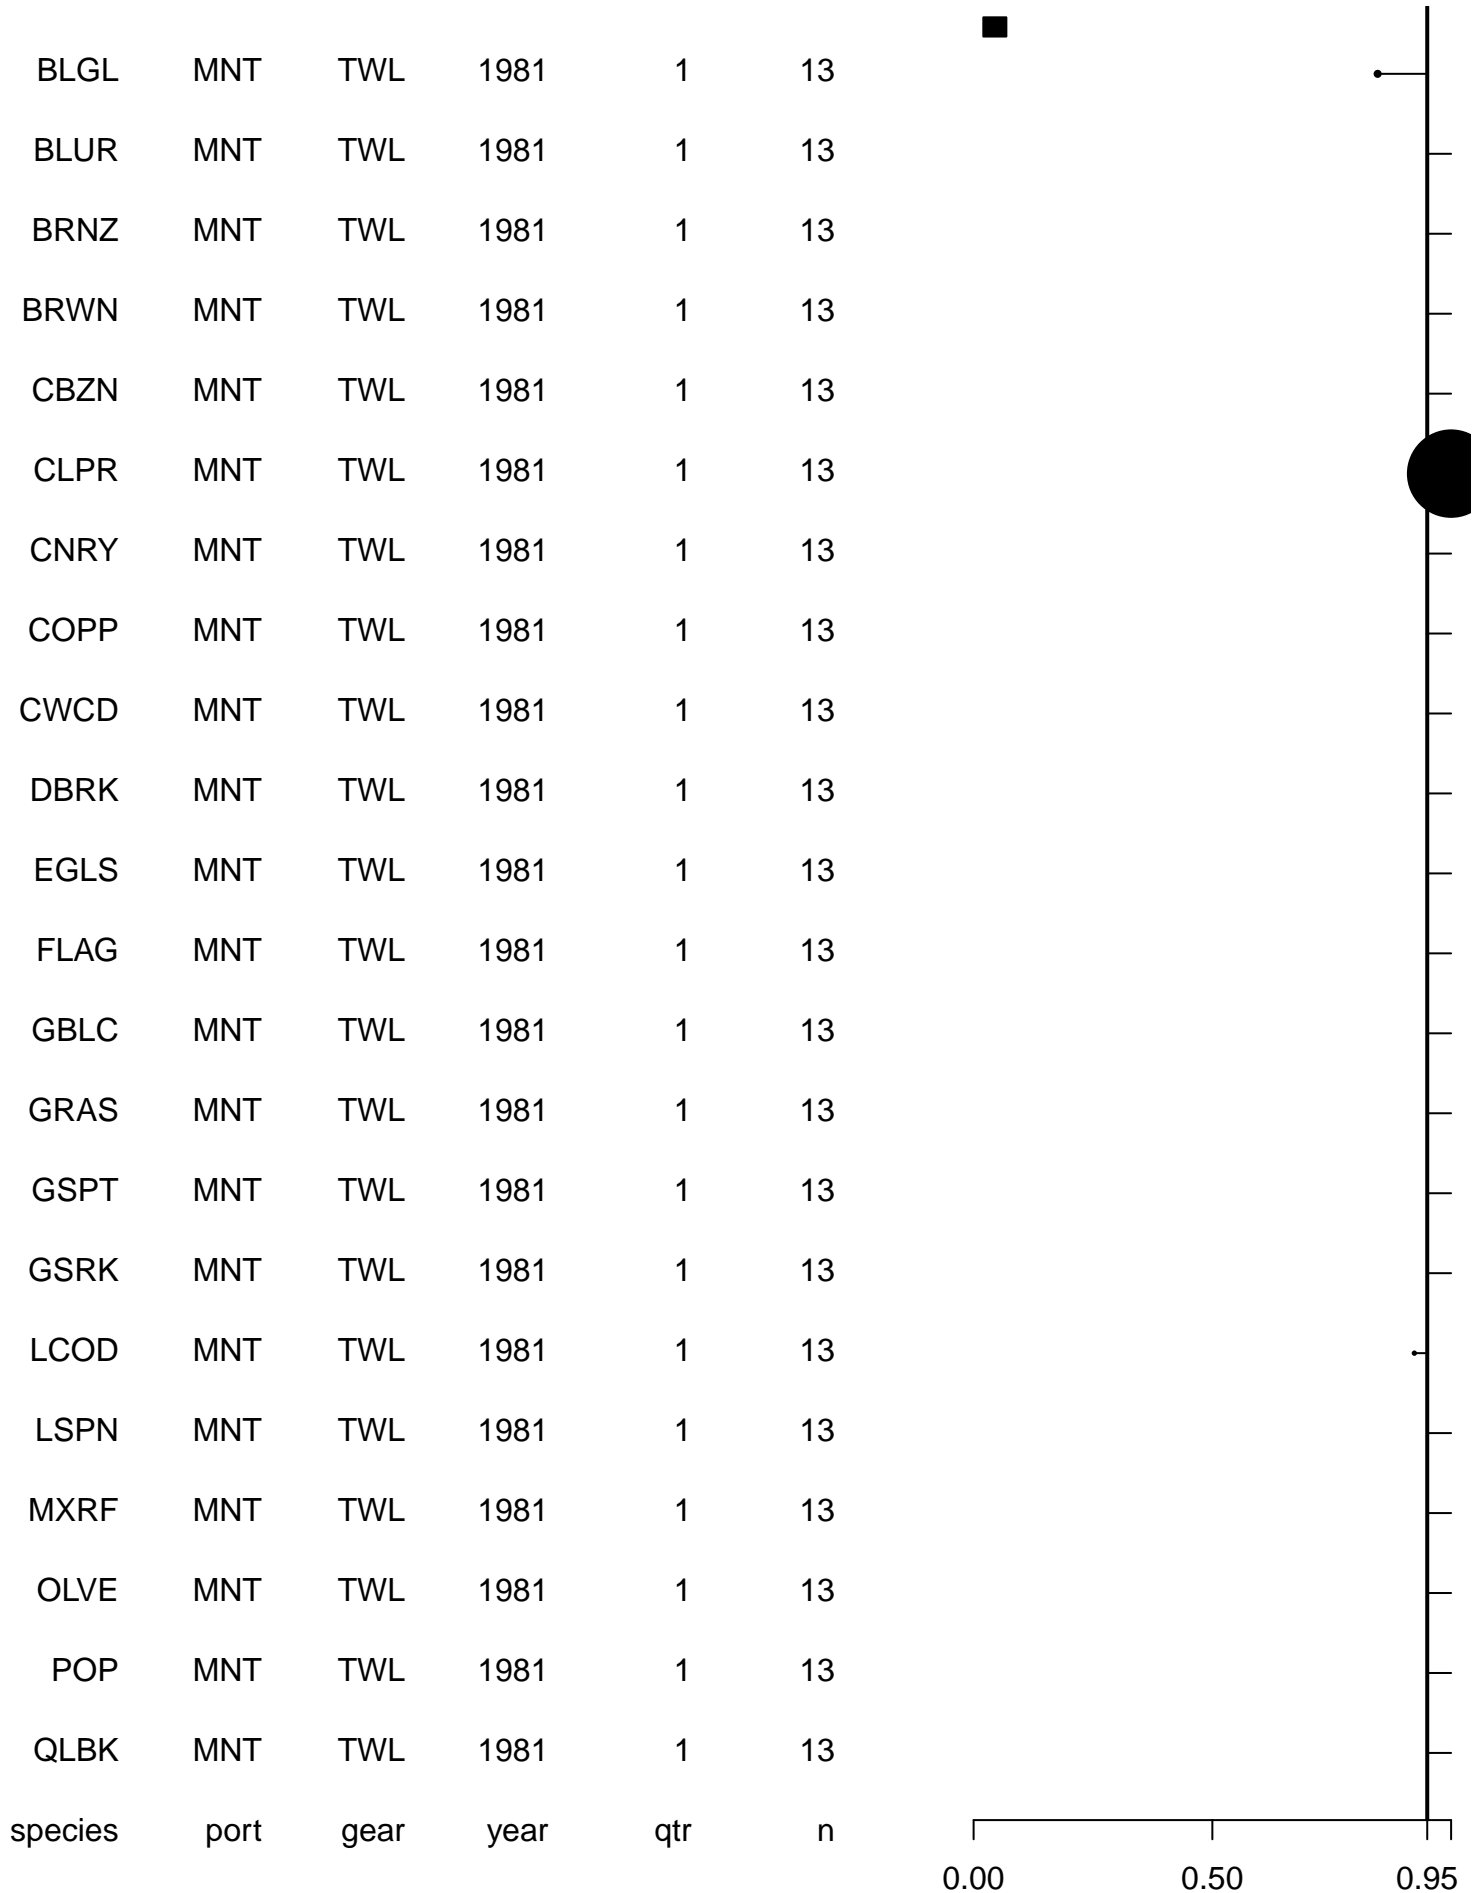 BLGL MNT TWL 1981 1 13
BLUR MNT TWL 1981 1 13
BRNZ MNT TWL 1981 1 13
BRWN MNT TWL 1981 1 13
CBZN MNT TWL 1981 1 13
CLPR MNT TWL 1981 1 13
CNRY MNT TWL 1981 1 13
COPP MNT TWL 1981 1 13
CWCD MNT TWL 1981 1 13
DBRK MNT TWL 1981 1 13
EGLS MNT TWL 1981 1 13
FLAG MNT TWL 1981 1 13
GBLC MNT TWL 1981 1 13
GRAS MNT TWL 1981 1 13
GSPT MNT TWL 1981 1 13
GSRK MNT TWL 1981 1 13
LCOD MNT TWL 1981 1 13
LSPN MNT TWL 1981 1 13
MXRF MNT TWL 1981 1 13
OLVE MNT TWL 1981 1 13
POP MNT TWL 1981 1 13
QLBK MNT TWL 1981 1 13
species port gear year qtr n
0.00 0.50 0.95